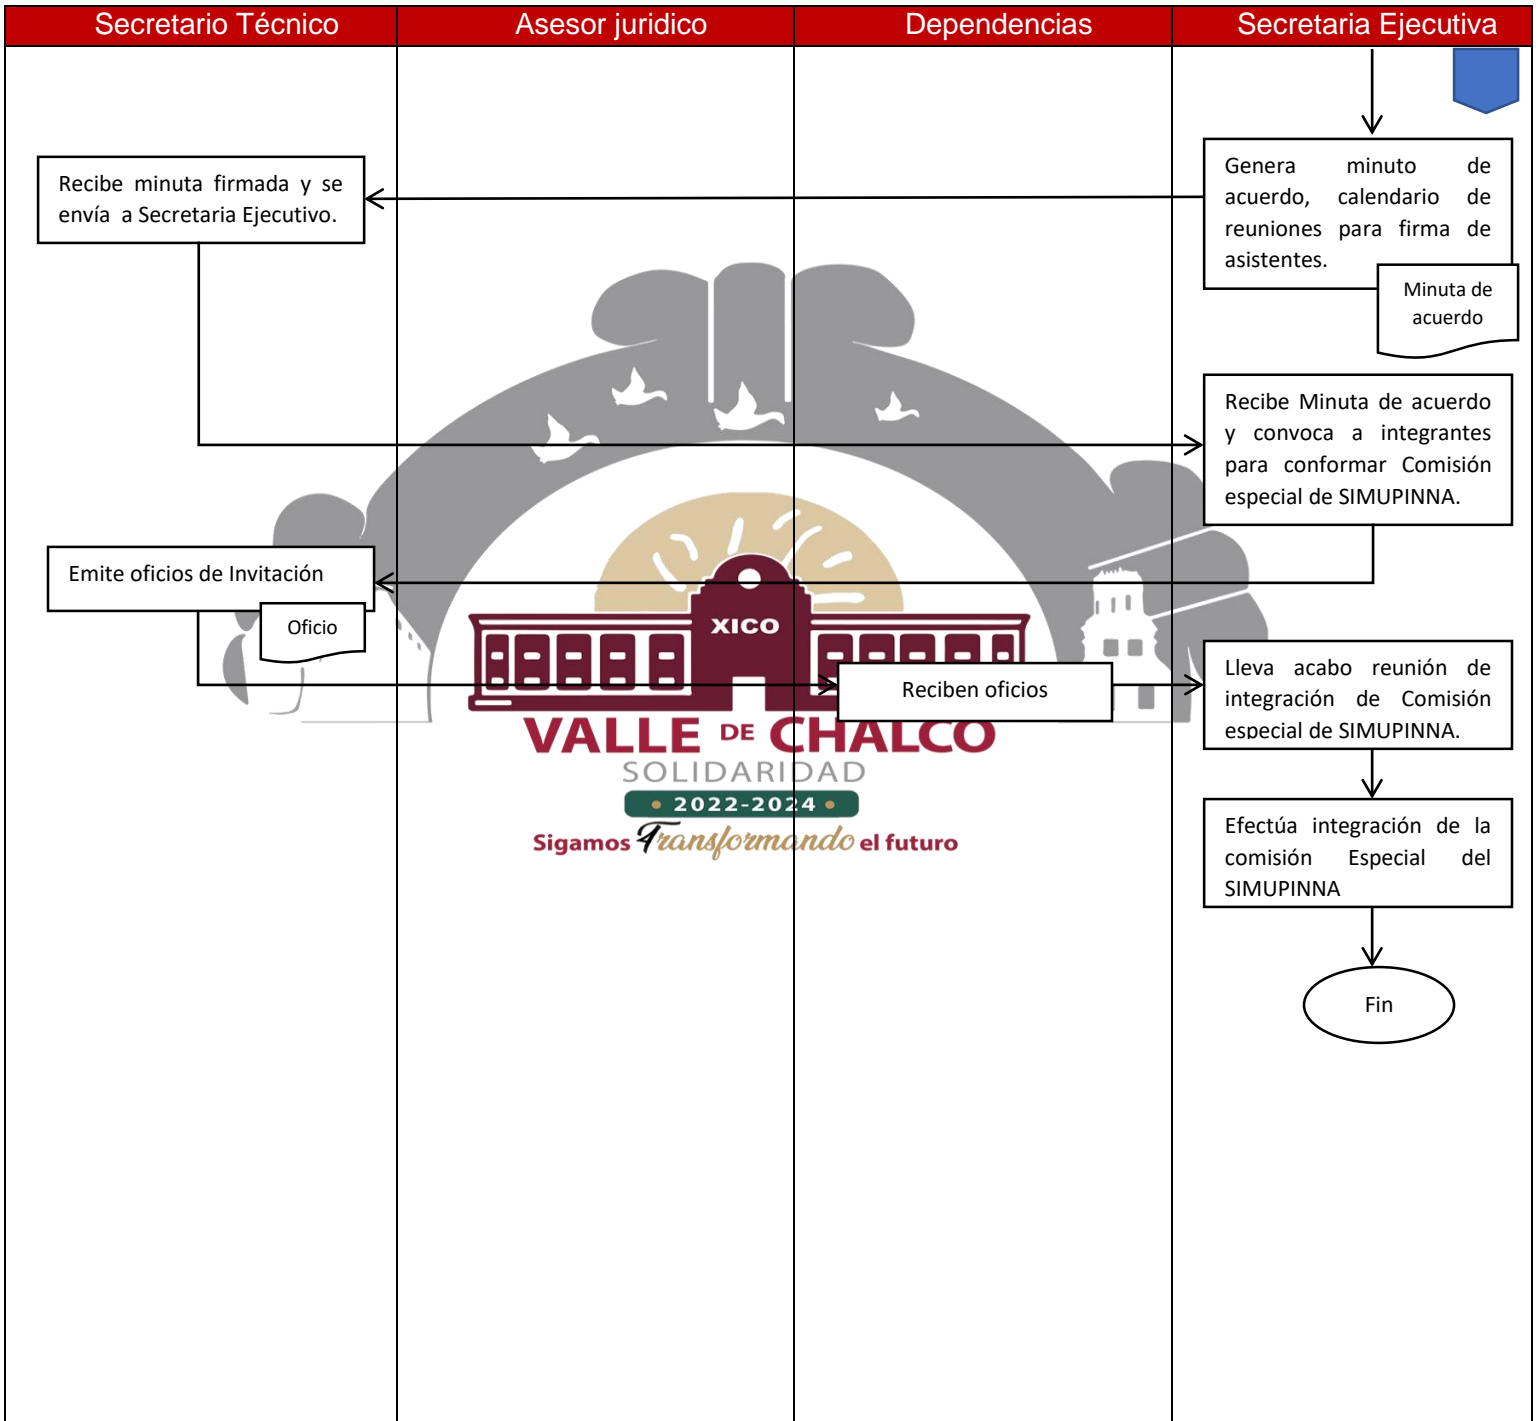 Secretario Técnico
Asesor juridico
Dependencias
Secretaria Ejecutiva
Genera minuto de
acuerdo, calendario de
reuniones para firma de
asistentes.
Minuta de
acuerdo
Recibe minuta firmada y se
envía a Secretaria Ejecutivo.
Recibe Minuta de acuerdo
y convoca a integrantes
para conformar Comisión
especial de SIMUPINNA.
Emite oficios de Invitación
Oficio
Reciben oficios
Lleva acabo reunión de
integración de Comisión
especial de SIMUPINNA.
Efectúa integración de la
comisión Especial del
SIMUPINNA
Fin
XICO
VALLE DE CHALCO
SOLIDARIDAD
• 2022-2024 •
Sigamos Transformando el futuro